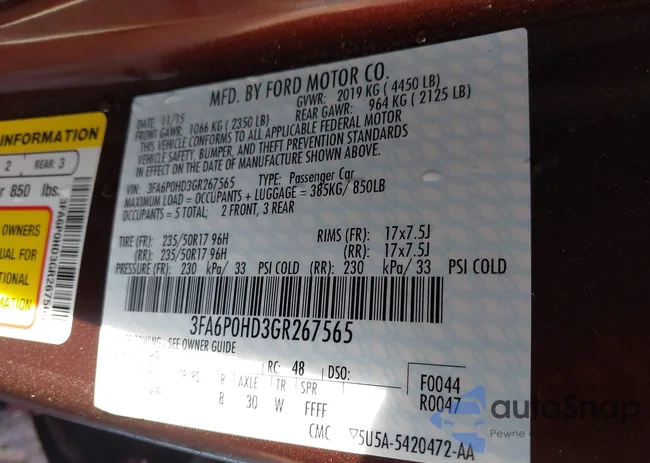 INFORMATION
2 REAR: 3
850 lbs.
OWNERS
FOR
MATION
3FA6P0HD3GR26756
MFD. BY FORD MOTOR CO.
DATE: 11/15 GVWR: 2019 KG ( 4450 LB)
FRONT GAWR: 1066 KG ( 2350 LB) REAR GAWR: 964 KG ( 2125 LB)
THIS VEHICLE CONFORMS TO ALL APPLICABLE FEDERAL MOTOR
VEHICLE SAFETY, BUMPER, AND THEFT PREVENTION STANDARDS
IN EFFECT ON THE DATE OF MANUFACTURE SHOWN ABOVE.
VIN: 3FA6P0HD3GR267565 TYPE: Passenger Car
MAXIMUM LOAD = OCCUPANTS + LUGGAGE = 385KG/ 850LB
OCCUPANTS = 5 TOTAL; 2 FRONT, 3 REAR
TIRE (FR): 235/50R17 96H RIMS (FR): 17x7.5J
(RR): 235/50R17 96H (RR): 17x7.5J
PRESSURE (FR): 230 kPa/ 33 PSI COLD (RR): 230 kPa/ 33 PSI COLD
3FA6P0HD3GR267565
SEE OWNER GUIDE
RC: 48 DSO: F0044
R0047
R AXLE TR SPR
B 30 W FFFF
CMC ▽5U5A-5420472-AA
autoSnap